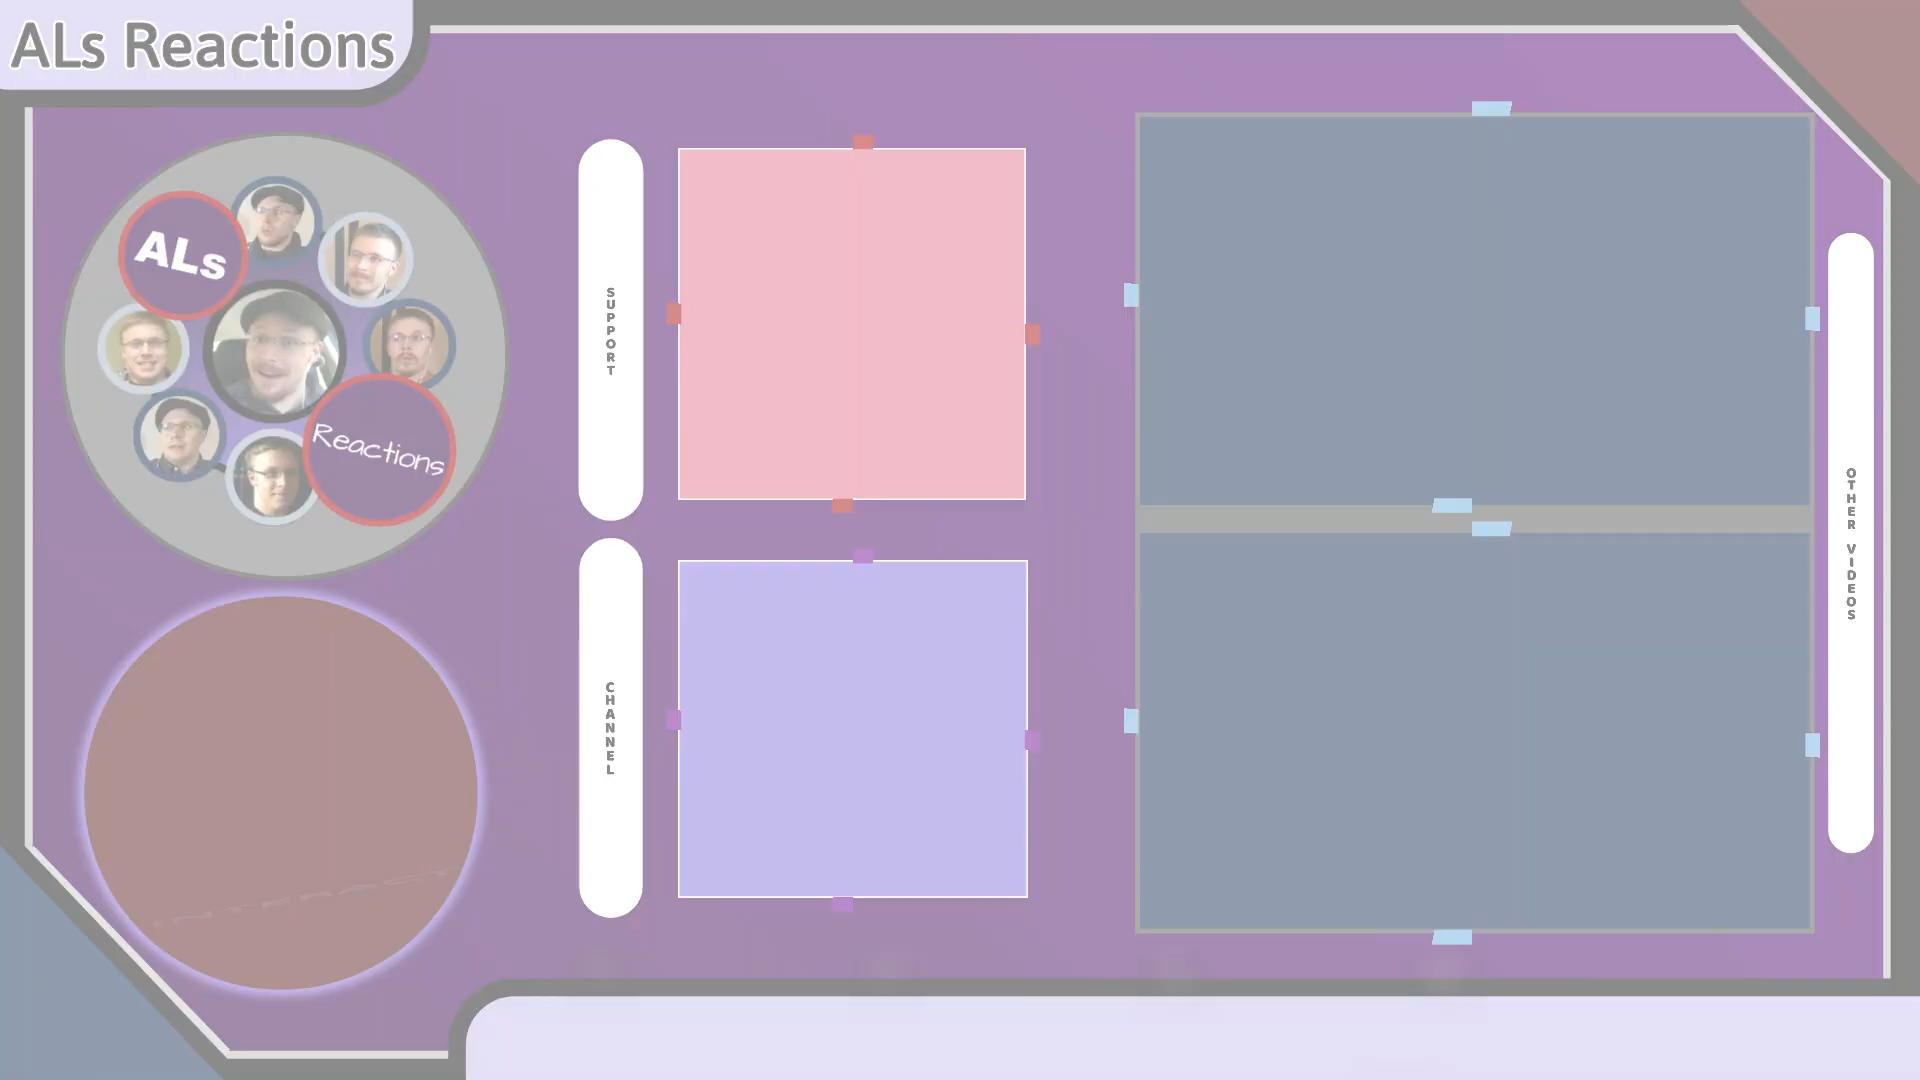 ALs Reactions
ALs
Reactions
SUPPORT
CHANNEL
OTHER VIDEOS